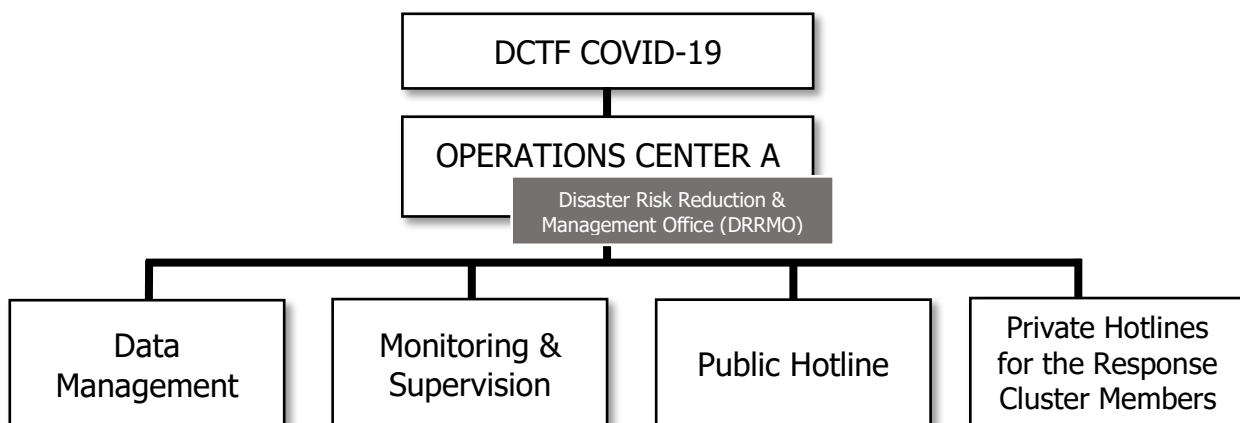 DCTF COVID-19
OPERATIONS CENTER A
Disaster Risk Reduction &
Management Office (DRRMO)
Data
Management
Monitoring &
Supervision
Public Hotline
Private Hotlines
for the Response
Cluster Members